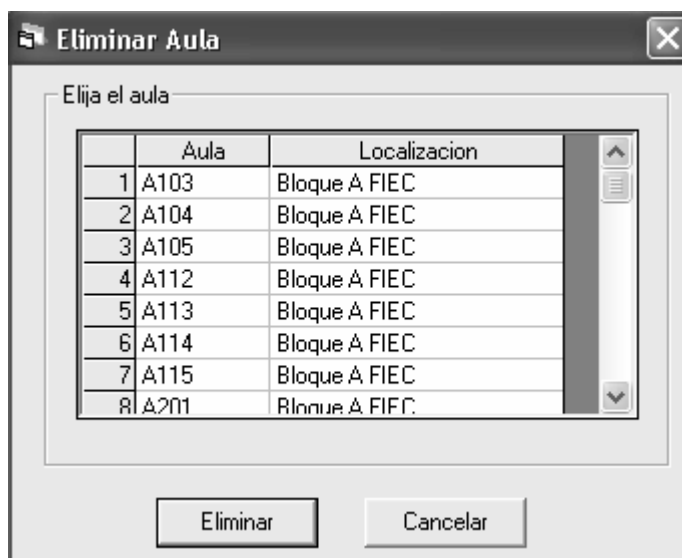 Eliminar Aula
Elija el aula
Aula Localizacion
1 A103 Bloque A FIEC
2 A104 Bloque A FIEC
3 A105 Bloque A FIEC
4 A112 Bloque A FIEC
5 A113 Bloque A FIEC
6 A114 Bloque A FIEC
7 A115 Bloque A FIEC
8 A201 Bloque A FIEC
Eliminar Cancelar